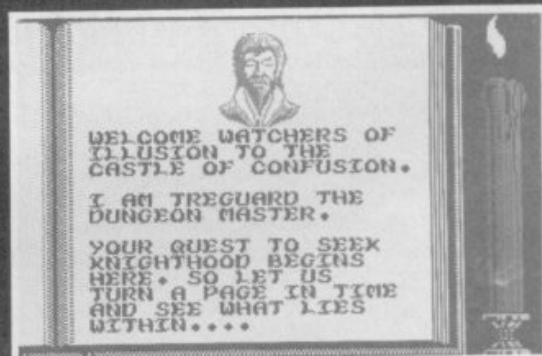 WELCOME WATCHERS OF
ILLUSION TO THE
CASTLE OF CONFUSION.
I AM TREGUARD THE
DUNGEON MASTER.
YOUR QUEST TO SEEK
KNIGHTHOOD BEGINS
HERE. SO LET US
TURN A PAGE IN TIME
AND SEE WHAT LIES
WITHIN....